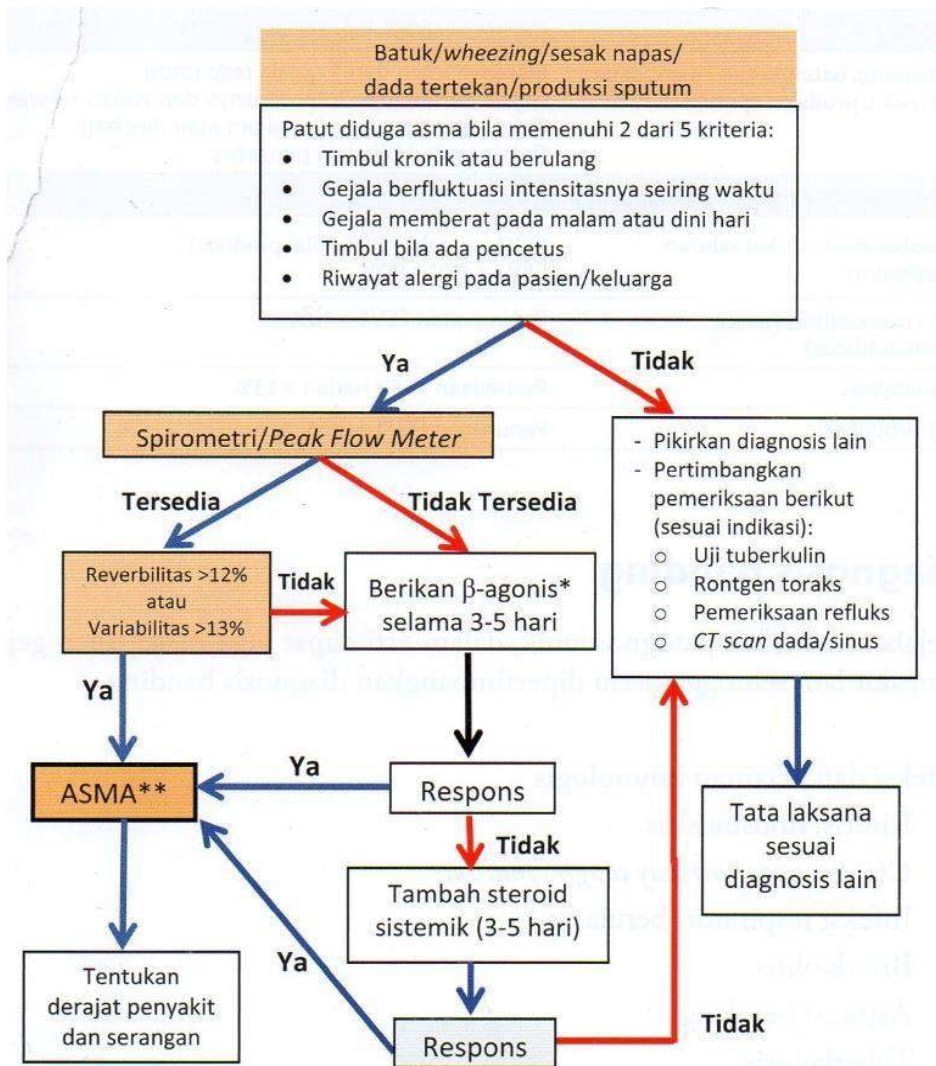 Batuk/wheezing/sesak napas/
dada tertekan/produksi sputum
Patut diduga asma bila memenuhi 2 dari 5 kriteria:
• Timbul kronik atau berulang
• Gejala berfluktuasi intensitasnya seiring waktu
• Gejala memberat pada malam atau dini hari
• Timbul bila ada pencetus
• Riwayat alergi pada pasien/keluarga
Ya
Tidak
Spirometri/Peak Flow Meter
Tersedia
Tidak Tersedia
- Pikirkan diagnosis lain
- Pertimbangkan
pemeriksaan berikut
(sesuai indikasi):
o Uji tuberkulin
o Rontgen toraks
o Pemeriksaan refluks
o CT scan dada/sinus
Reverbilitas >12%
atau
Variabilitas >13%
Tidak
Berikan β-agonis*
selama 3-5 hari
Ya
ASMA**
Ya
Respons
Tidak
Tata laksana
sesuai
diagnosis lain
Tambah steroid
sistemik (3-5 hari)
Ya
Tentukan
derajat penyakit
dan serangan
Respons
Tidak